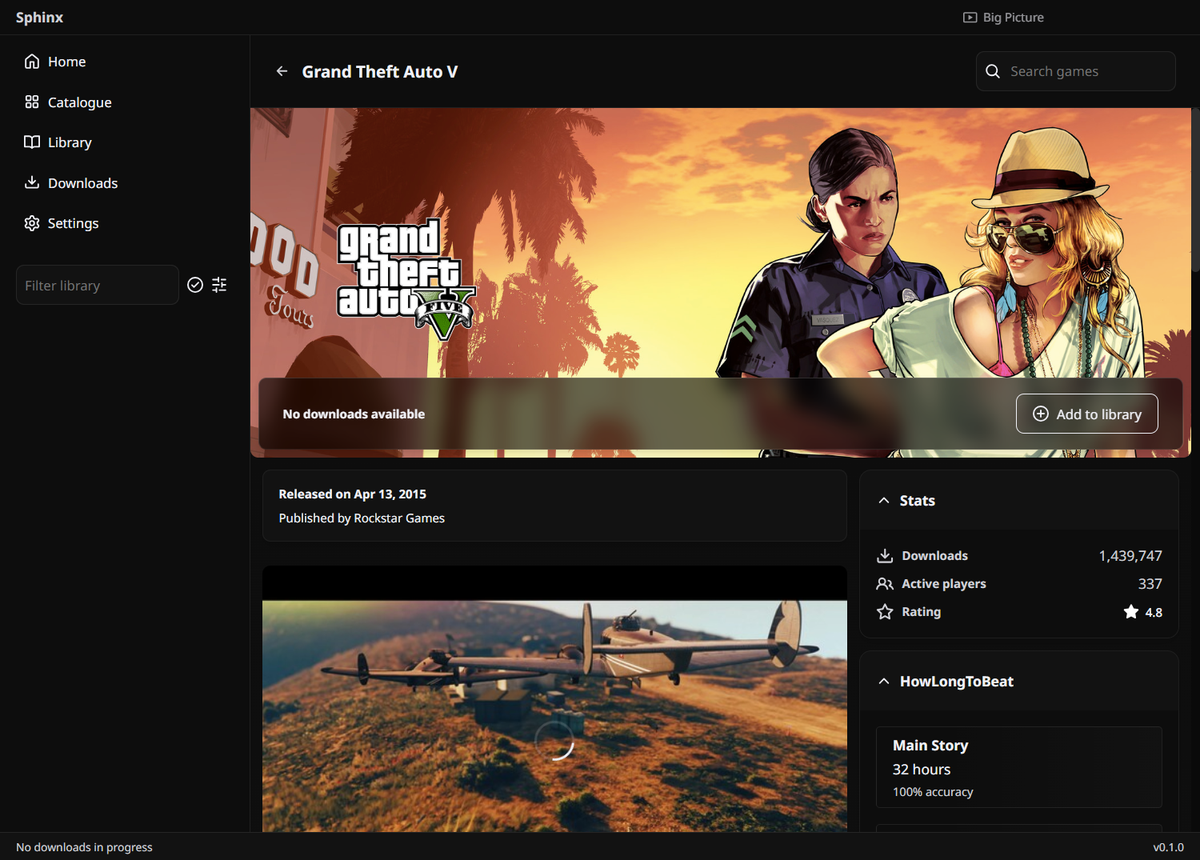 Sphinx
Big Picture
Home
Catalogue
Library
Downloads
Settings
Filter library
Grand Theft Auto V
Search games
OOD
Tours
grand
theft
auto
FIVE
No downloads available
Add to library
Released on Apr 13, 2015
Published by Rockstar Games
Stats
Downloads 1,439,747
Active players 337
Rating 4.8
HowLongToBeat
Main Story
32 hours
100% accuracy
No downloads in progress
v0.1.0